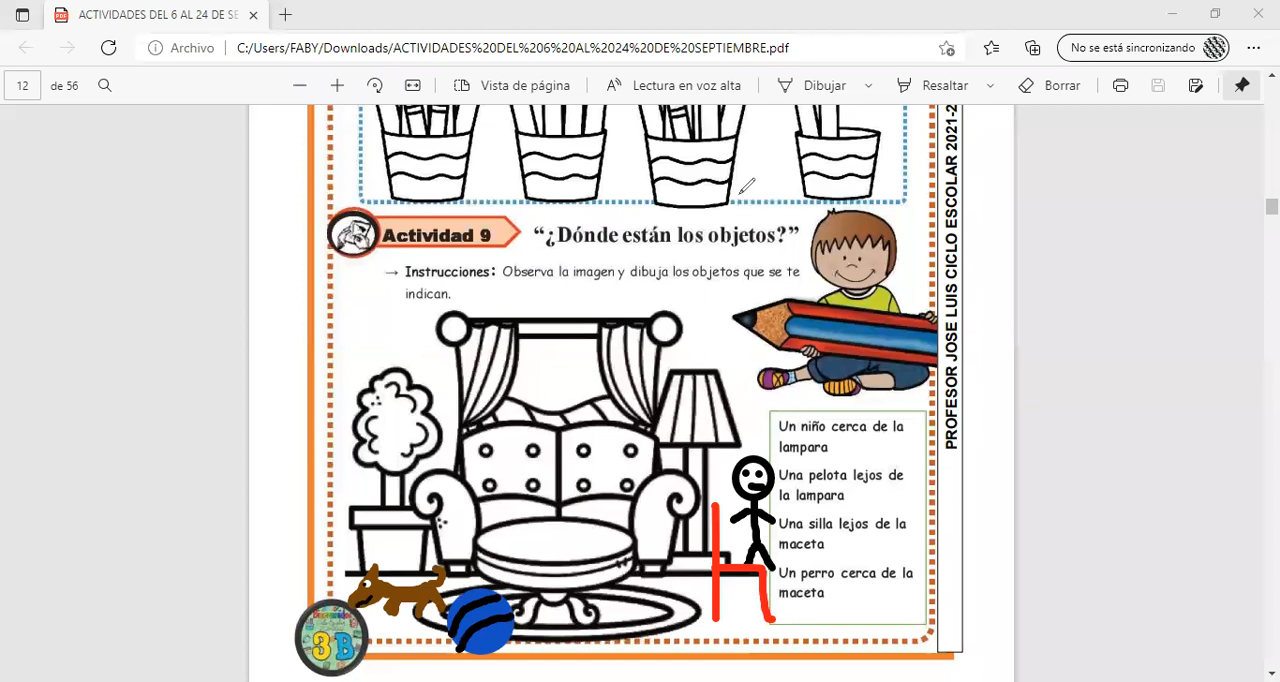 ACTIVIDADES DEL 6 AL 24 DE SE
Archivo
C:/Users/FABY/Downloads/ACTIVIDADES%20DEL%206%20AL%2024%20DE%20SEPTIEMBRE.pdf
No se está sincronizando
12
de 56
Vista de página
Lectura en voz alta
Dibujar
Resaltar
Borrar
PROFESOR JOSE LUIS CICLO ESCOLAR 2021-2
Actividad 9
“¿Dónde están los objetos?”
→ Instrucciones: Observa la imagen y dibuja los objetos que se te
indican.
Un niño cerca de la
lampara
Una pelota lejos de
la lampara
Una silla lejos de la
maceta
Un perro cerca de la
maceta
3B